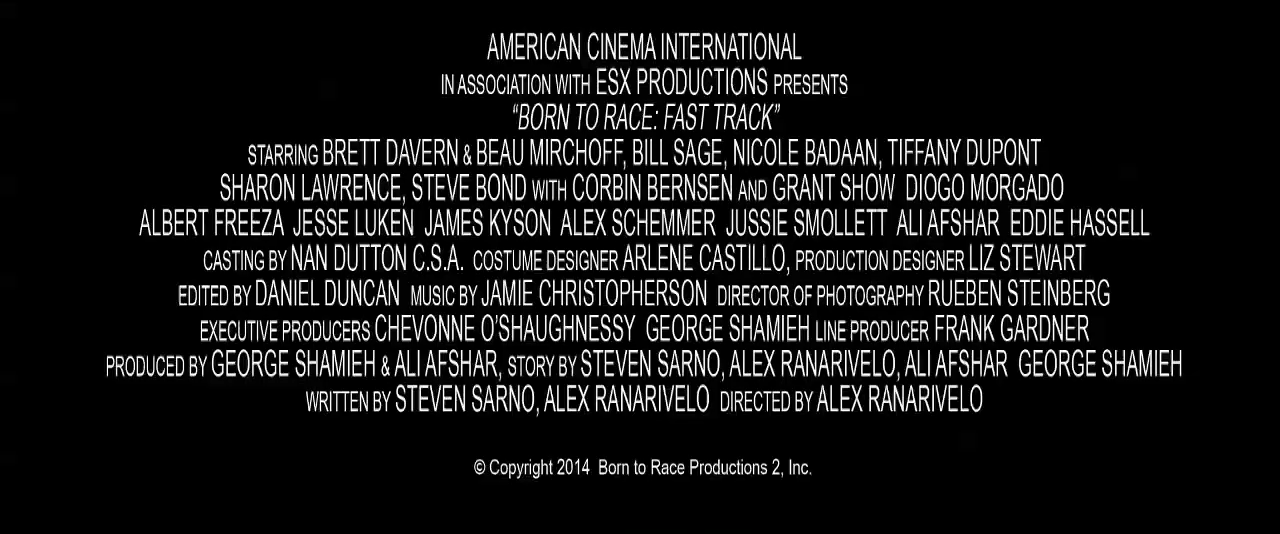 AMERICAN CINEMA INTERNATIONAL
IN ASSOCIATION WITH ESX PRODUCTIONS PRESENTS
“BORN TO RACE: FAST TRACK”
STARRING BRETT DAVERN & BEAU MIRCHOFF, BILL SAGE, NICOLE BADAAN, TIFFANY DUPONT
SHARON LAWRENCE, STEVE BOND WITH CORBIN BERNSEN AND GRANT SHOW DIOGO MORGADO
ALBERT FREEZA JESSE LUKEN JAMES KYSON ALEX SCHEMMER JUSSIE SMOLLETT ALI AFSHAR EDDIE HASSELL
CASTING BY NAN DUTTON C.S.A. COSTUME DESIGNER ARLENE CASTILLO, PRODUCTION DESIGNER LIZ STEWART
EDITED BY DANIEL DUNCAN MUSIC BY JAMIE CHRISTOPHERSON DIRECTOR OF PHOTOGRAPHY RUEBEN STEINBERG
EXECUTIVE PRODUCERS CHEVONNE O’SHAUGHNESSY GEORGE SHAMIEH LINE PRODUCER FRANK GARDNER
PRODUCED BY GEORGE SHAMIEH & ALI AFSHAR, STORY BY STEVEN SARNO, ALEX RANARIVELO, ALI AFSHAR GEORGE SHAMIEH
WRITTEN BY STEVEN SARNO, ALEX RANARIVELO DIRECTED BY ALEX RANARIVELO
© Copyright 2014 Born to Race Productions 2, Inc.